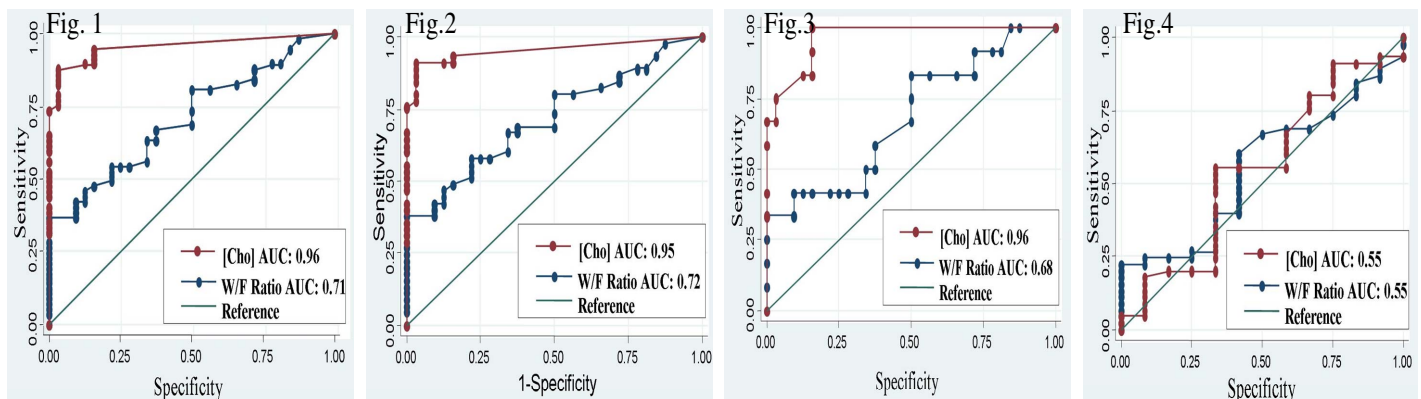 Fig. 1
Sensitivity
1.00
0.75
0.50
0.25
0.00
[Cho] AUC: 0.96
W/F Ratio AUC: 0.71
Reference
0.00 0.25 0.50 0.75 1.00
Specificity
Fig.2
Sensitivity
1.00
0.75
0.50
0.25
0.00
[Cho] AUC: 0.95
W/F Ratio AUC: 0.72
Reference
0.00 0.25 0.50 0.75 1.00
1-Specificity
Fig.3
Sensitivity
1.00
0.75
0.50
0.25
0.00
[Cho] AUC: 0.96
W/F Ratio AUC: 0.68
Reference
0.00 0.25 0.50 0.75 1.00
Specificity
Fig.4
Sensitivity
1.00
0.75
0.50
0.25
0.00
[Cho] AUC: 0.55
W/F Ratio AUC: 0.55
Reference
0.00 0.25 0.50 0.75 1.00
Specificity